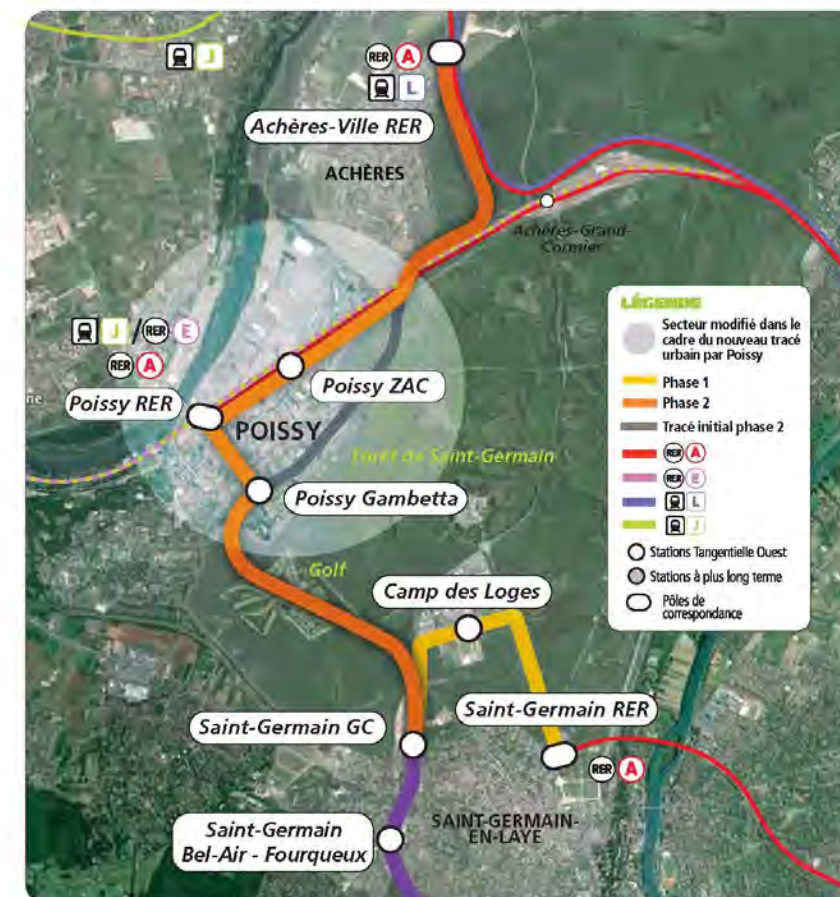 J
RER A
L
Achères-Ville RER
ACHÈRES
Achères-Grand-
Cormier
J / RER E
RER A
Poissy RER
POISSY
Poissy ZAC
Forêt de Saint-Germain
Poissy Gambetta
Golf
Camp des Loges
Saint-Germain GC
Saint-Germain RER
RER A
SAINT-GERMAIN-
EN-LAYE
Saint-Germain
Bel-Air - Fourqueux
LÉGENDE
Secteur modifié dans le
cadre du nouveau tracé
urbain par Poissy
Phase 1
Phase 2
Tracé initial phase 2
RER A
RER E
L
J
Stations Tangentielle Ouest
Stations à plus long terme
Pôles de
correspondance